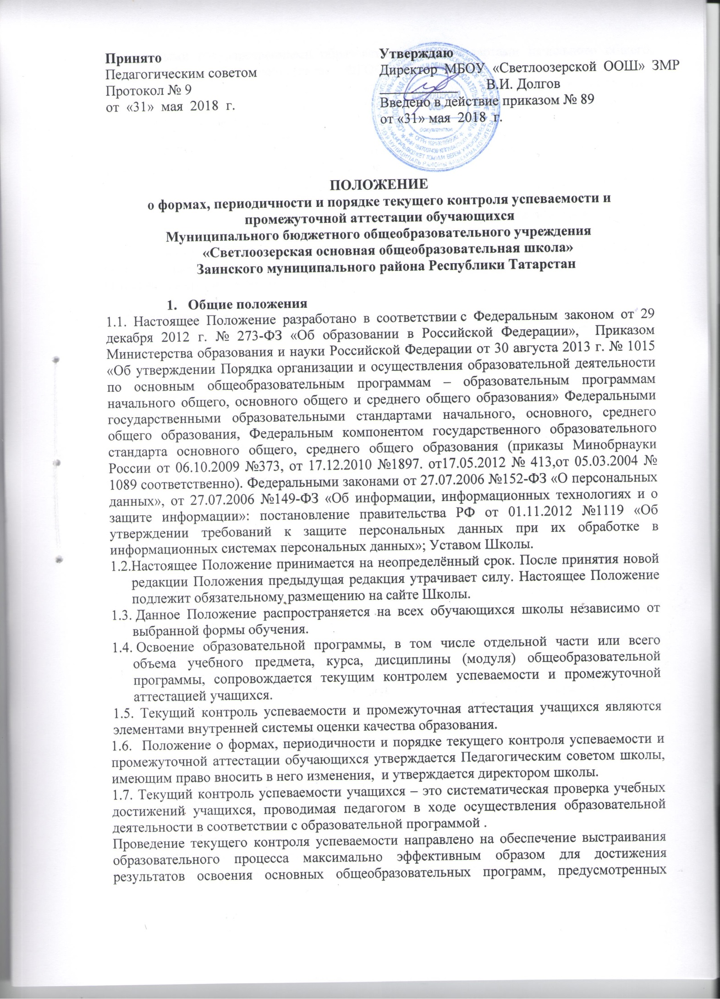 Принято
Педагогическим советом
Протокол № 9
от «31» мая 2018 г.
Утверждаю
Директор МБОУ «Светлоозерской ООШ» ЗМР
____________ В.И. Долгов
Введено в действие приказом № 89
от «31» мая 2018 г.
ПОЛОЖЕНИЕ
о формах, периодичности и порядке текущего контроля успеваемости и
промежуточной аттестации обучающихся
Муниципального бюджетного общеобразовательного учреждения
«Светлоозерская основная общеобразовательная школа»
Заинского муниципального района Республики Татарстан
1. Общие положения
1.1. Настоящее Положение разработано в соответствии с Федеральным законом от 29
декабря 2012 г. № 273-ФЗ «Об образовании в Российской Федерации», Приказом
Министерства образования и науки Российской Федерации от 30 августа 2013 г. № 1015
«Об утверждении Порядка организации и осуществления образовательной деятельности
по основным общеобразовательным программам – образовательным программам
начального общего, основного общего и среднего общего образования» Федеральными
государственными образовательными стандартами начального, основного, среднего
общего образования, Федеральным компонентом государственного образовательного
стандарта основного общего, среднего общего образования (приказы Минобрнауки
России от 06.10.2009 №373, от 17.12.2010 №1897. от17.05.2012 № 413,от 05.03.2004 №
1089 соответственно). Федеральными законами от 27.07.2006 №152-ФЗ «О персональных
данных», от 27.07.2006 №149-ФЗ «Об информации, информационных технологиях и о
защите информации»: постановление правительства РФ от 01.11.2012 №1119 «Об
утверждении требований к защите персональных данных при их обработке в
информационных системах персональных данных»; Уставом Школы.
1.2.Настоящее Положение принимается на неопределённый срок. После принятия новой
редакции Положения предыдущая редакция утрачивает силу. Настоящее Положение
подлежит обязательному размещению на сайте Школы.
1.3. Данное Положение распространяется на всех обучающихся школы независимо от
выбранной формы обучения.
1.4. Освоение образовательной программы, в том числе отдельной части или всего
объема учебного предмета, курса, дисциплины (модуля) общеобразовательной
программы, сопровождается текущим контролем успеваемости и промежуточной
аттестацией учащихся.
1.5. Текущий контроль успеваемости и промежуточная аттестация учащихся являются
элементами внутренней системы оценки качества образования.
1.6. Положение о формах, периодичности и порядке текущего контроля успеваемости и
промежуточной аттестации обучающихся утверждается Педагогическим советом школы,
имеющим право вносить в него изменения, и утверждается директором школы.
1.7. Текущий контроль успеваемости учащихся – это систематическая проверка учебных
достижений учащихся, проводимая педагогом в ходе осуществления образовательной
деятельности в соответствии с образовательной программой .
Проведение текущего контроля успеваемости направлено на обеспечение выстраивания
образовательного процесса максимально эффективным образом для достижения
результатов освоения основных общеобразовательных программ, предусмотренных